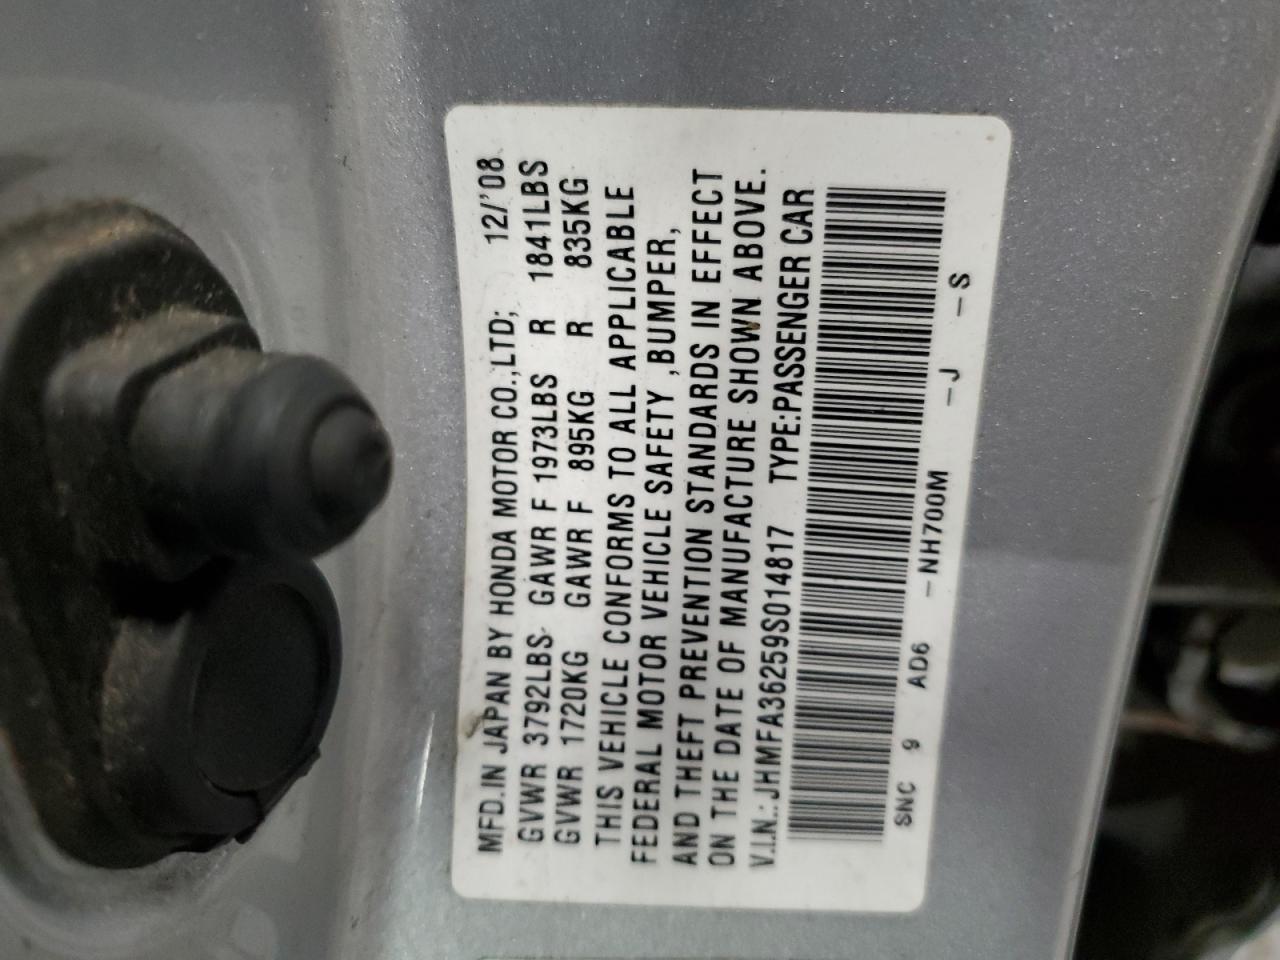 MFD.IN JAPAN BY HONDA MOTOR CO.,LTD; 12/'08
GVWR 3792LBS GAWR F 1973LBS R 1841LBS
GVWR 1720KG GAWR F 895KG R 835KG
THIS VEHICLE CONFORMS TO ALL APPLICABLE
FEDERAL MOTOR VEHICLE SAFETY ,BUMPER,
AND THEFT PREVENTION STANDARDS IN EFFECT
ON THE DATE OF MANUFACTURE SHOWN ABOVE.
V.I.N.: JHMFA36259S014817 TYPE:PASSENGER CAR
SNC 9 AD6 -NH700M -J -S